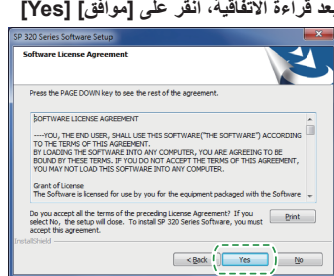 بعد قراءة الاتفاقية، انقر على [موافق] [Yes]
SP 320 Series Software Setup
Software License Agreement
Press the PAGE DOWN key to see the rest of the agreement.
SOFTWARE LICENSE AGREEMENT
----YOU, THE END USER, SHALL USE THIS SOFTWARE("THE SOFTWARE") ACCORDING
TO THE TERMS OF THIS AGREEMENT.
BY LOADING THE SOFTWARE INTO ANY COMPUTER, YOU ARE AGREEING TO BE
BOUND BY THESE TERMS. IF YOU DO NOT ACCEPT THE TERMS OF THIS AGREEMENT,
YOU MAY NOT LOAD THIS SOFTWARE INTO ANY COMPUTER.
Grant of License
The Software is licensed for use by you for the equipment packaged with the Software
Do you accept all the terms of the preceding License Agreement? If you
select No, the setup will close. To install SP 320 Series Software, you must
accept this agreement.
Print
InstallShield
< Back
Yes
No